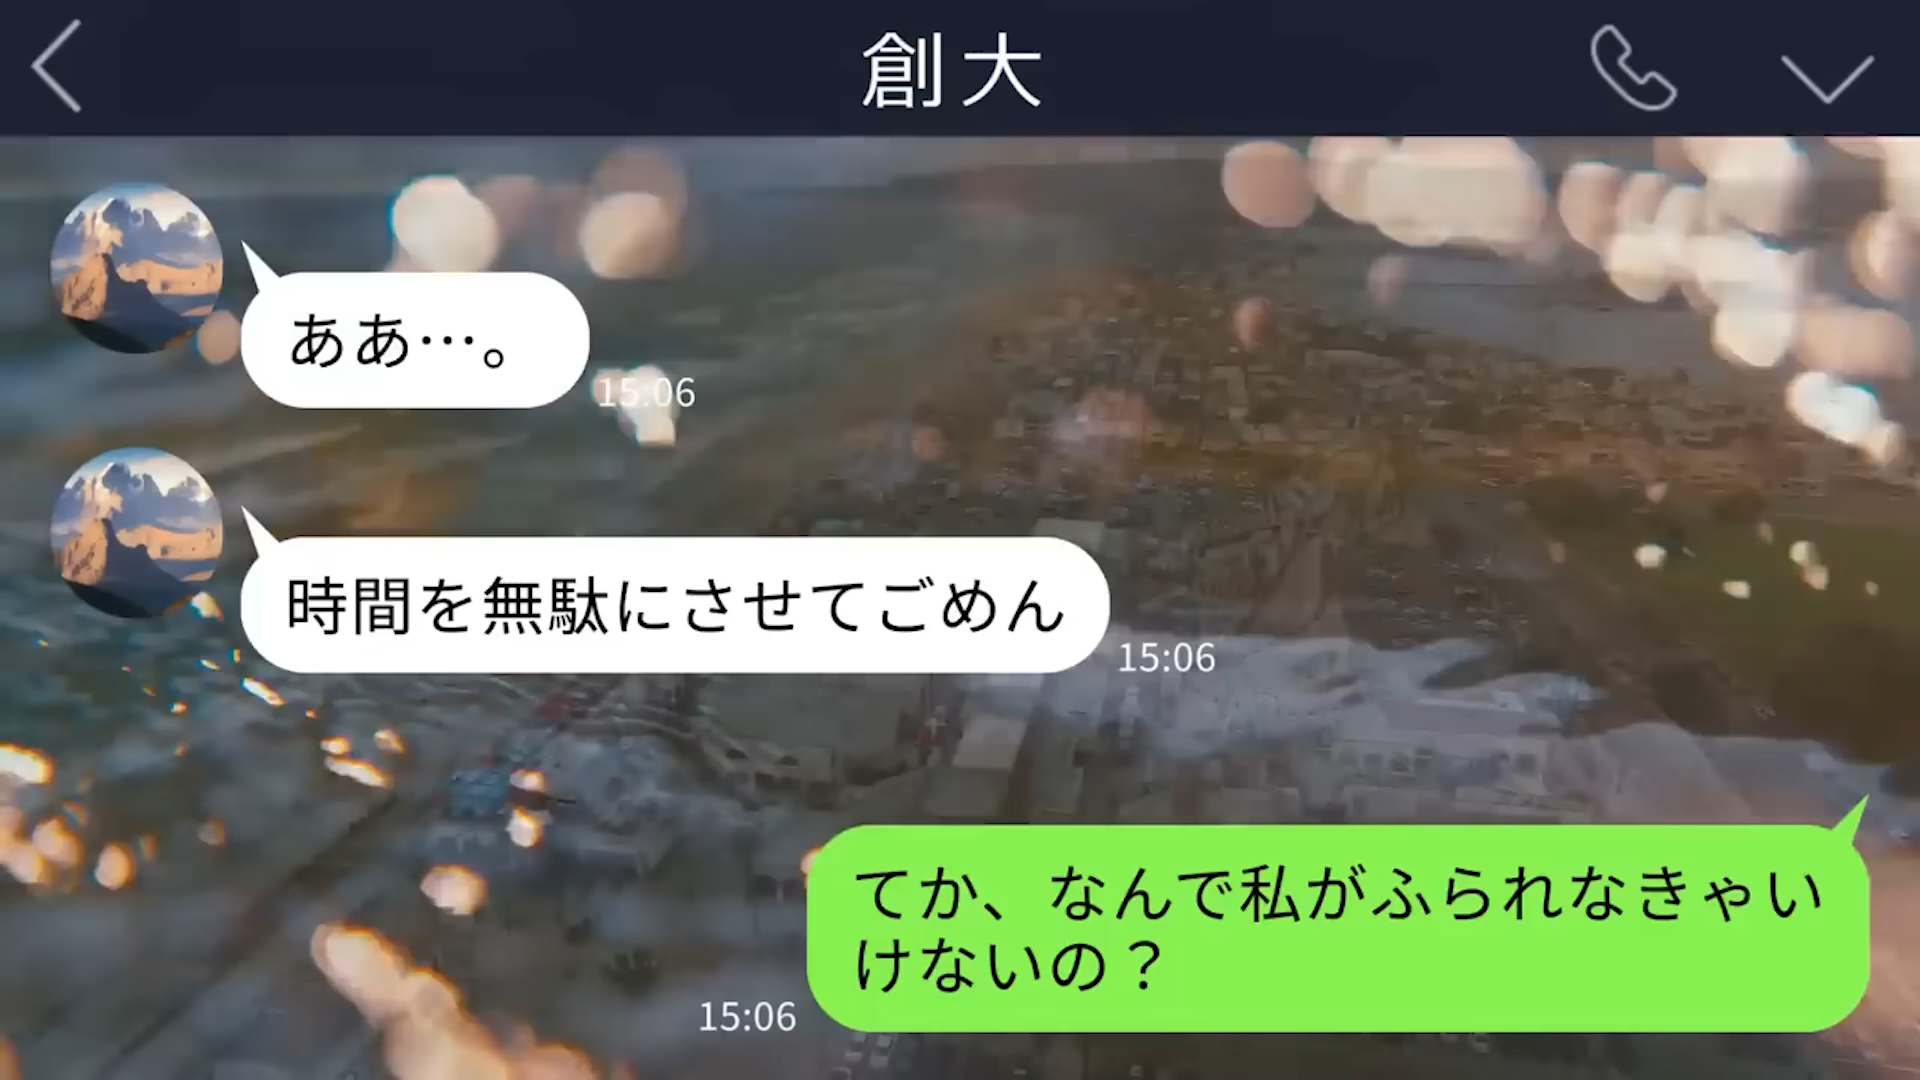 創大
ああ…。
15:06
時間を無駄にさせてごめん
15:06
てか、なんで私がふられなきゃい
けないの？
15:06